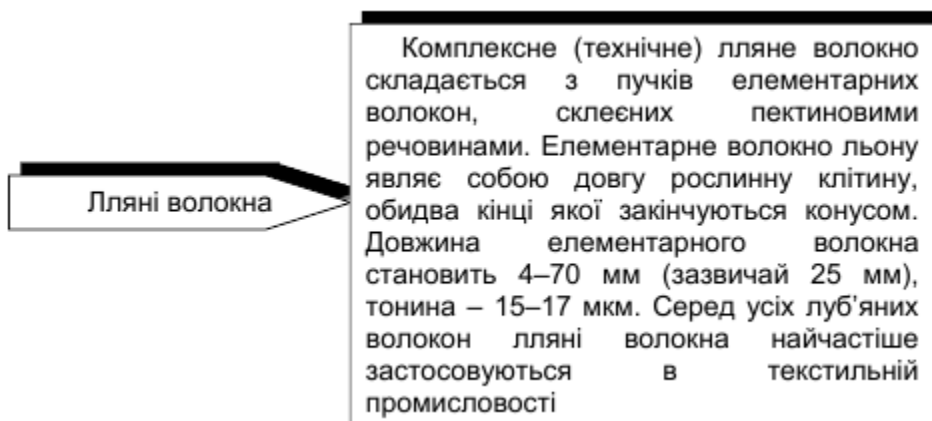 Лляні волокна
Комплексне (технічне) лляне волокно
складається з пучків елементарних
волокон, склеєних пектиновими
речовинами. Елементарне волокно льону
являє собою довгу рослинну клітину,
обидва кінці якої закінчуються конусом.
Довжина елементарного волокна
становить 4–70 мм (зазвичай 25 мм),
тонина – 15–17 мкм. Серед усіх луб’яних
волокон лляні волокна найчастіше
застосовуються в текстильній
промисловості